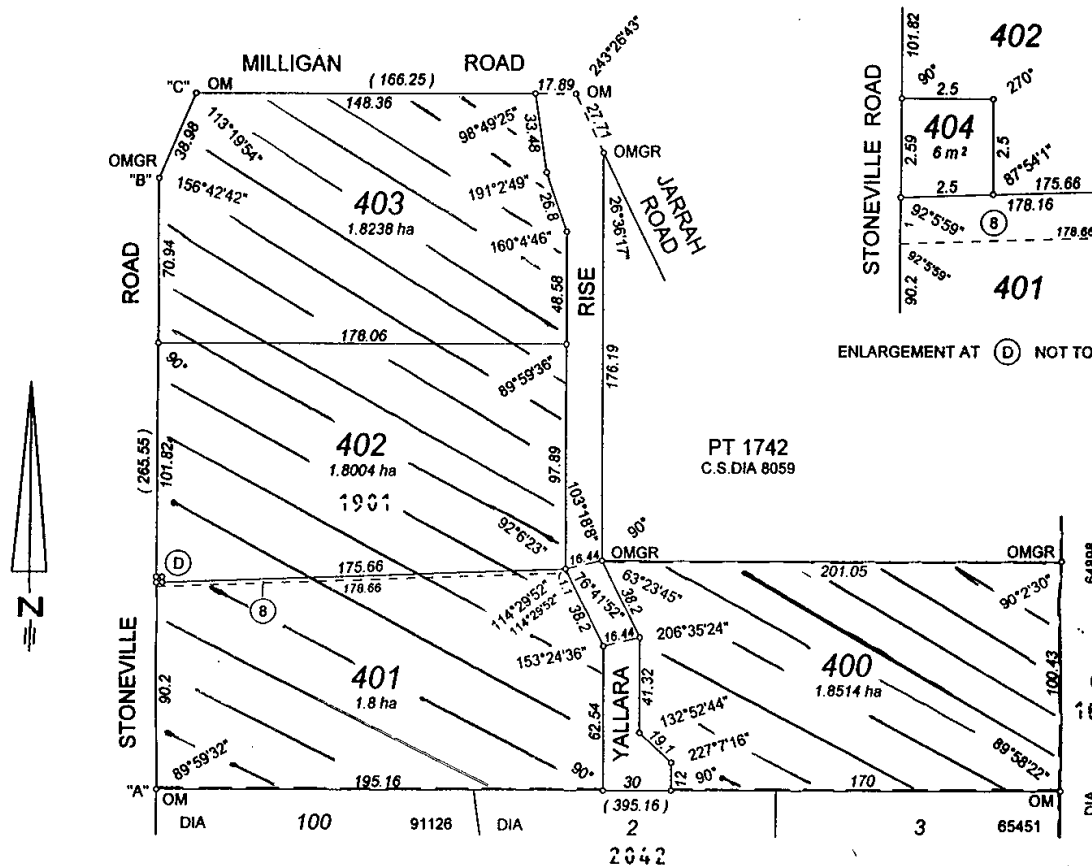 MILLIGAN ROAD
( 166.25 )
"C" OM
148.36
17.89
OM
243°26'43"
27.71
OMGR
38.98
OMGR
"B"
113°19'54"
156°42'42"
98°49'25"
33.48
191°2'49"
26.8
160°4'46"
403
1.8238 ha
JARRAH
ROAD
26°36'17"
ROAD
70.94
48.58
RISE
178.06
90°
89°59'36"
176.19
( 265.55 )
101.82
402
1.8004 ha
1901
97.89
PT 1742
C.S.DIA 8059
92°6'23"
103°18'8"
90°
D
175.66
178.66
8
16.44
OMGR
OMGR
201.05
64898
1.1
38.2
76°41'52"
63°23'45"
38.2
90°2'30"
114°29'52"
114°29'52"
16.44
206°35'24"
153°24'36"
STONEVILLE
90.2
401
1.8 ha
62.54
YALLARA
41.32
400
1.8514 ha
100.43
132°52'44"
19.1
227°7'16"
89°59'32"
195.16
90°
30
12
90°
170
89°58'22"
"A"
OM
( 395.16 )
OM
DIA
DIA 100 91126 DIA 2 3 65451
2042
N
101.82
402
STONEVILLE ROAD
90°
2.5
270°
404
6 m²
2.59
2.5
87°54'1"
2.5
175.66
178.16
92°5'59"
8
1
178.66
92°5'59"
90.2
401
ENLARGEMENT AT D NOT TO